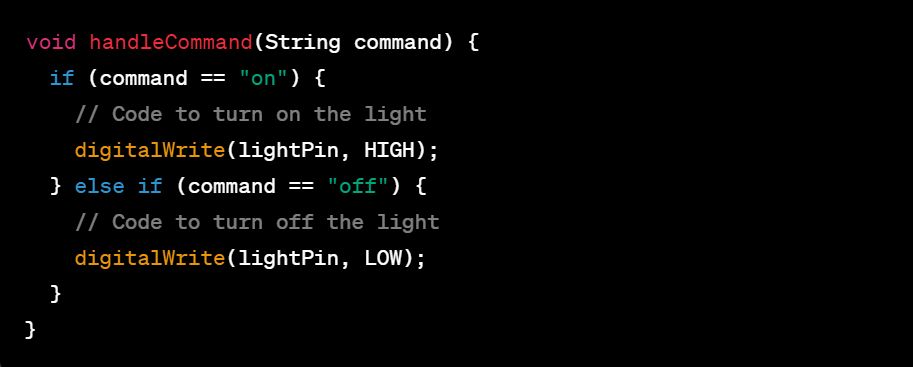 void handleCommand(String command) {
  if (command == "on") {
    // Code to turn on the light
    digitalWrite(lightPin, HIGH);
  } else if (command == "off") {
    // Code to turn off the light
    digitalWrite(lightPin, LOW);
  }
}